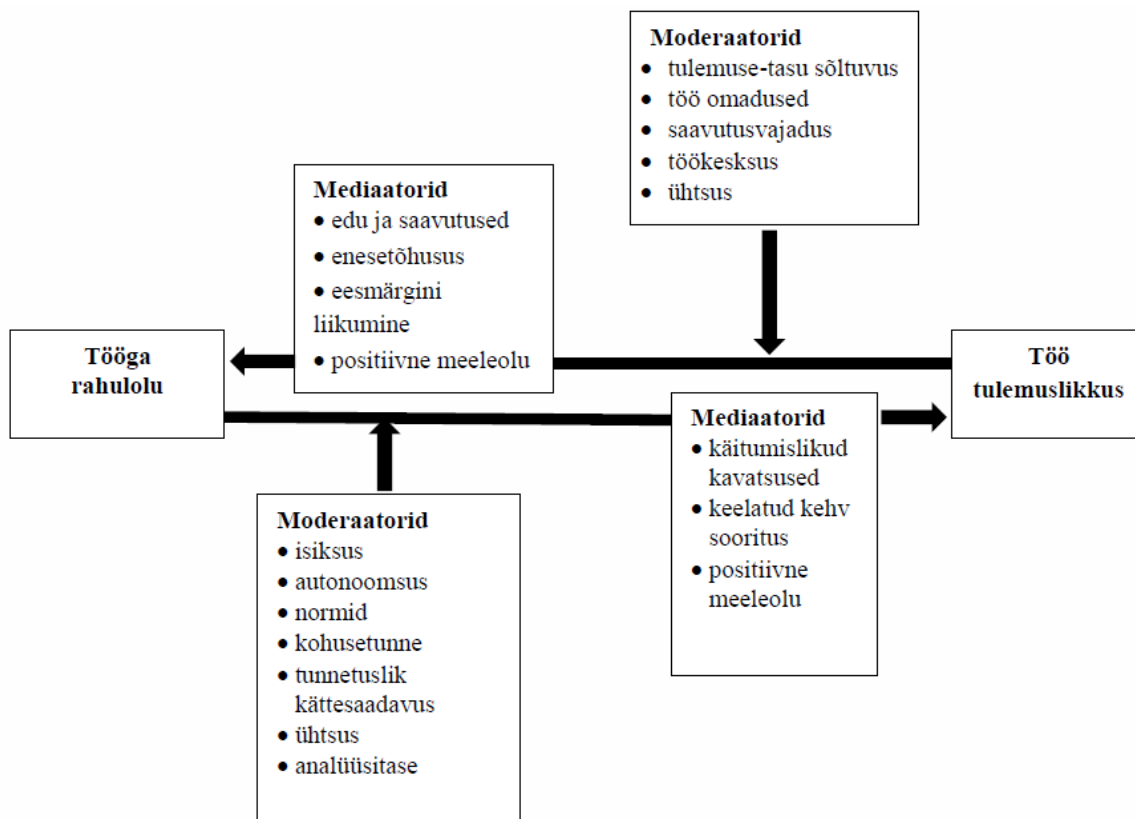 Moderaatorid
• tulemuse-tasu sõltuvus
• töö omadused
• saavutusvajadus
• töökesksus
• ühtsus
Mediaatorid
• edu ja saavutused
• enesetõhusus
• eesmärgini
liikumine
• positiivne meeleolu
Tööga
rahulolu
Töö
tulemuslikkus
Mediaatorid
• käitumislikud
kavatsused
• keelatud kehv
sooritus
• positiivne
meeleolu
Moderaatorid
• isiksus
• autonoomsus
• normid
• kohusetunne
• tunnetuslik
kättesaadavus
• ühtsus
• analüüsitase